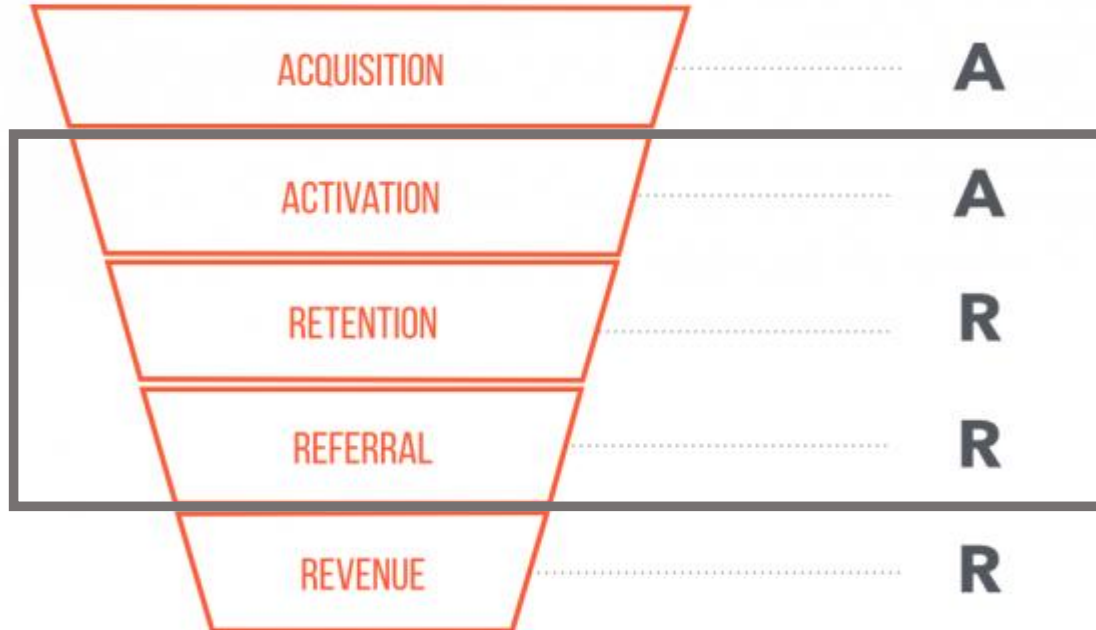 ACQUISITION A
ACTIVATION A
RETENTION R
REFERRAL R
REVENUE R